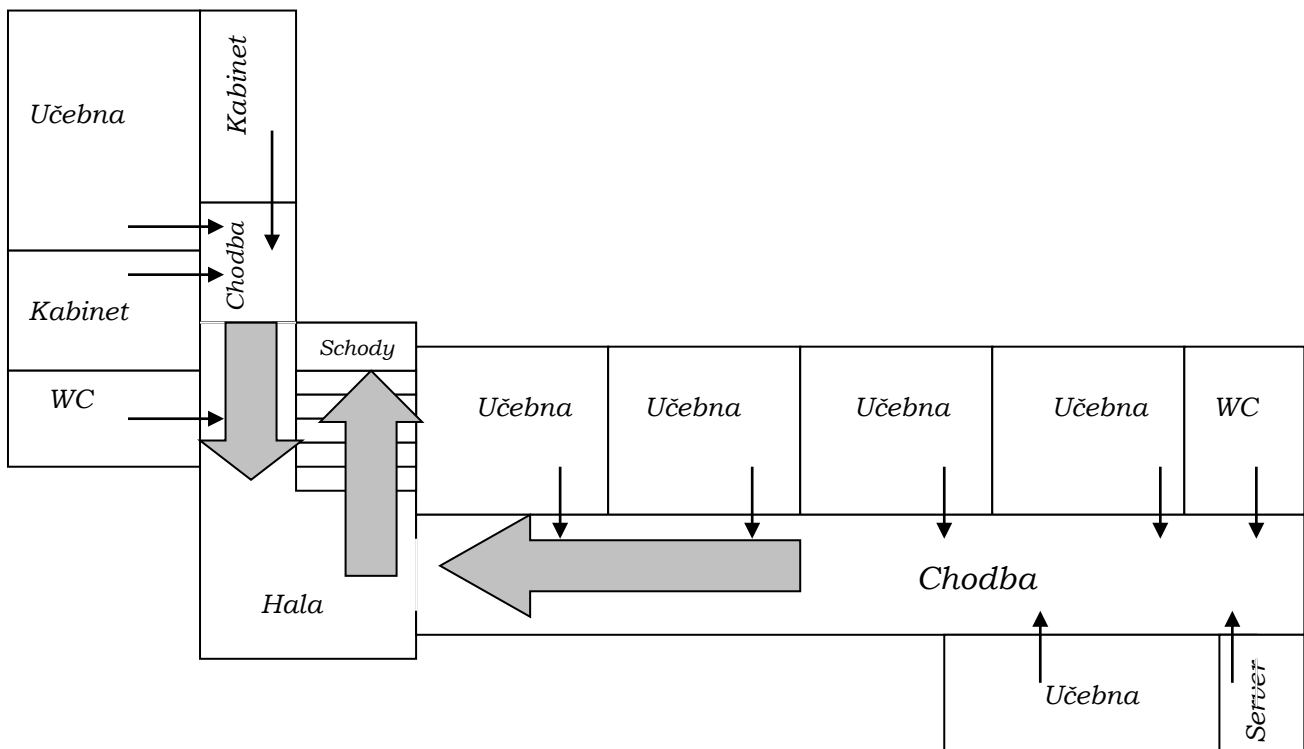 Kabinet
Učebna
Chodba
Kabinet
Schody
WC
Učebna
Učebna
Učebna
Učebna
WC
Chodba
Hala
Učebna
Server